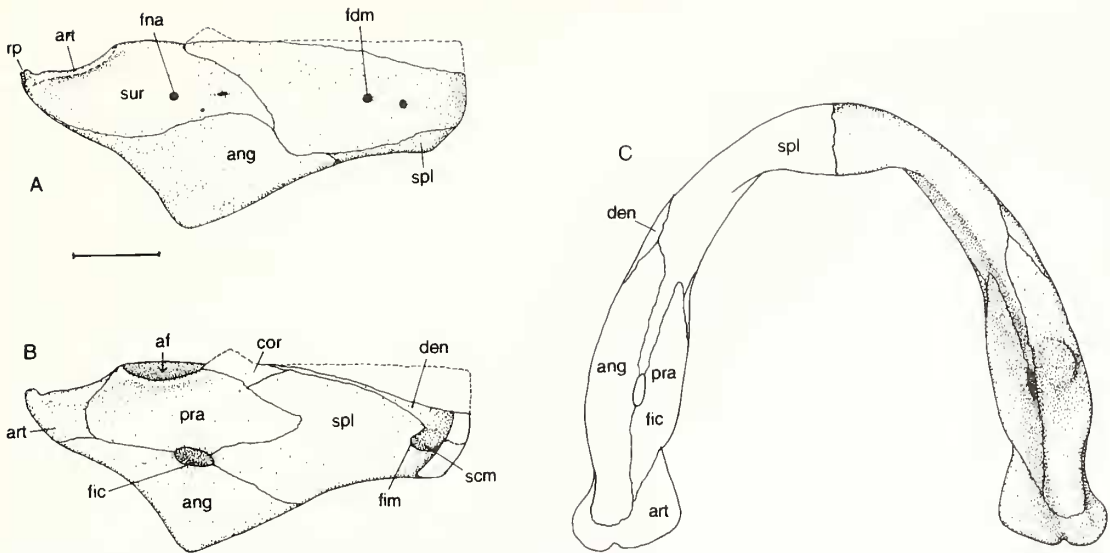 rp
art
fna
fdm
sur
ang
spl
A
B
af
cor
den
pra
spl
art
fic
ang
fim
scm
C
spl
den
ang
pra
fic
art